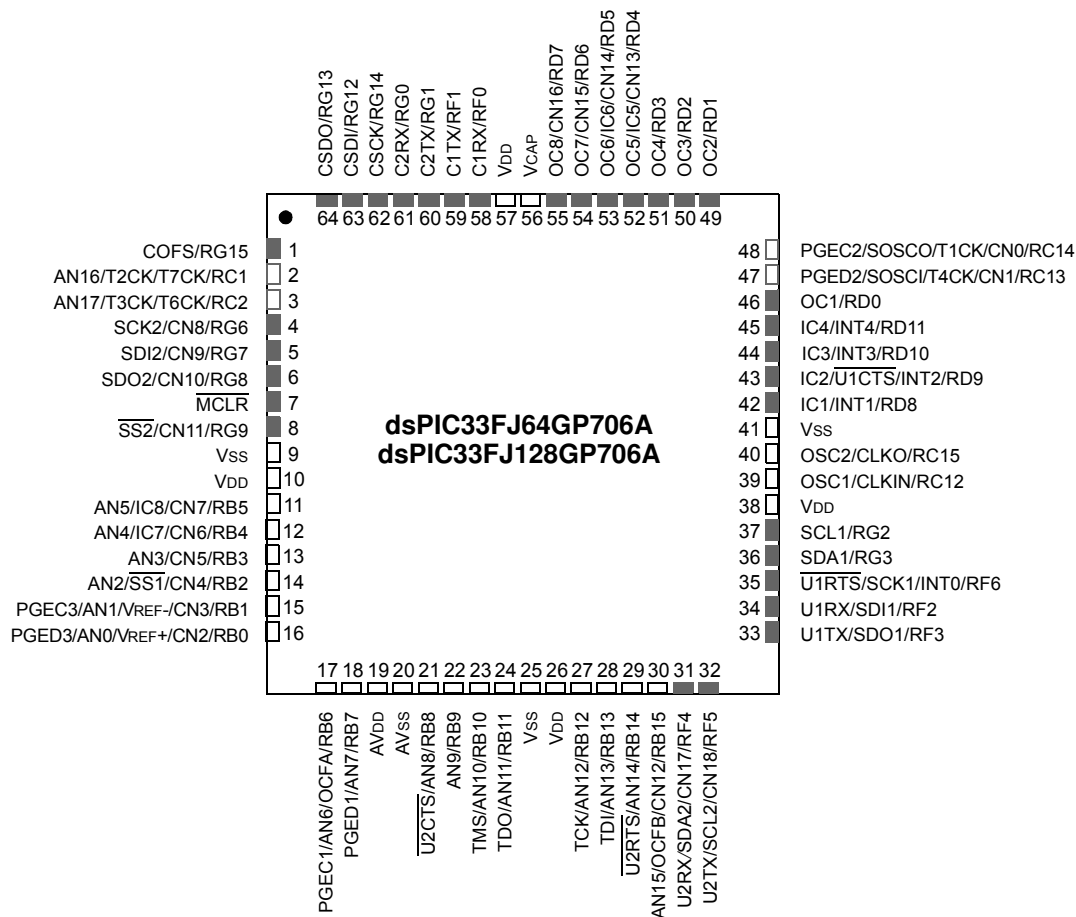 CSDO/RG13
CSDI/RG12
CSCK/RG14
C2RX/RG0
C2TX/RG1
C1TX/RF1
C1RX/RF0
VDD
VCAP
OC8/CN16/RD7
OC7/CN15/RD6
OC6/IC6/CN14/RD5
OC5/IC5/CN13/RD4
OC4/RD3
OC3/RD2
OC2/RD1
64 63 62 61 60 59 58 57 56 55 54 53 52 51 50 49
COFS/RG15 1
AN16/T2CK/T7CK/RC1 2
AN17/T3CK/T6CK/RC2 3
SCK2/CN8/RG6 4
SDI2/CN9/RG7 5
SDO2/CN10/RG8 6
MCLR 7
SS2/CN11/RG9 8
VSS 9
VDD 10
AN5/IC8/CN7/RB5 11
AN4/IC7/CN6/RB4 12
AN3/CN5/RB3 13
AN2/SS1/CN4/RB2 14
PGEC3/AN1/VREF-/CN3/RB1 15
PGED3/AN0/VREF+/CN2/RB0 16
dsPIC33FJ64GP706A
dsPIC33FJ128GP706A
48 PGEC2/SOSCO/T1CK/CN0/RC14
47 PGED2/SOSCI/T4CK/CN1/RC13
46 OC1/RD0
45 IC4/INT4/RD11
44 IC3/INT3/RD10
43 IC2/U1CTS/INT2/RD9
42 IC1/INT1/RD8
41 VSS
40 OSC2/CLKO/RC15
39 OSC1/CLKIN/RC12
38 VDD
37 SCL1/RG2
36 SDA1/RG3
35 U1RTS/SCK1/INT0/RF6
34 U1RX/SDI1/RF2
33 U1TX/SDO1/RF3
17 18 19 20 21 22 23 24 25 26 27 28 29 30 31 32
PGEC1/AN6/OCFA/RB6
PGED1/AN7/RB7
AVDD
AVSS
U2CTS/AN8/RB8
AN9/RB9
TMS/AN10/RB10
TDO/AN11/RB11
VSS
VDD
TCK/AN12/RB12
TDI/AN13/RB13
U2RTS/AN14/RB14
AN15/OCFB/CN12/RB15
U2RX/SDA2/CN17/RF4
U2TX/SCL2/CN18/RF5